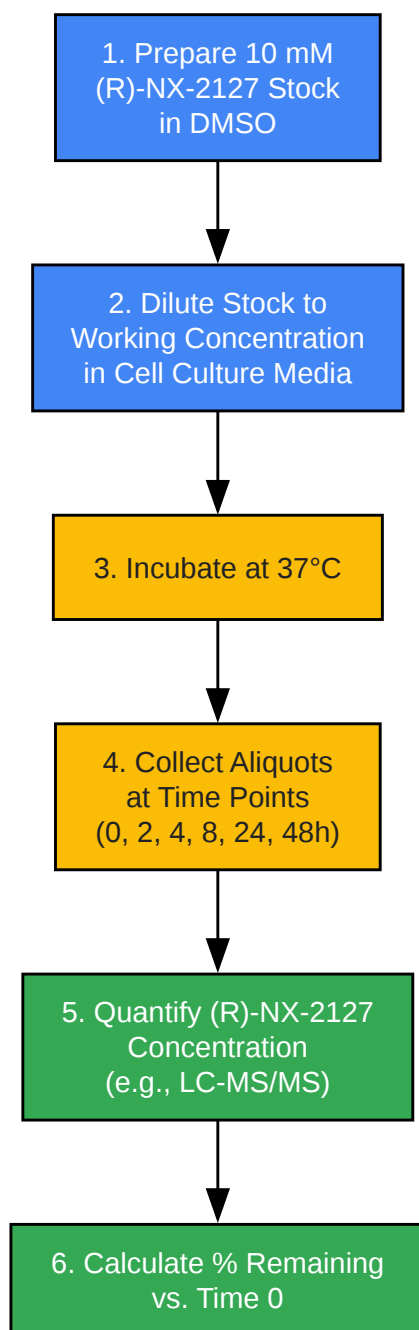 1. Prepare 10 mM
(R)-NX-2127 Stock
in DMSO
2. Dilute Stock to
Working Concentration
in Cell Culture Media
3. Incubate at 37°C
4. Collect Aliquots
at Time Points
(0, 2, 4, 8, 24, 48h)
5. Quantify (R)-NX-2127
Concentration
(e.g., LC-MS/MS)
6. Calculate % Remaining
vs. Time 0